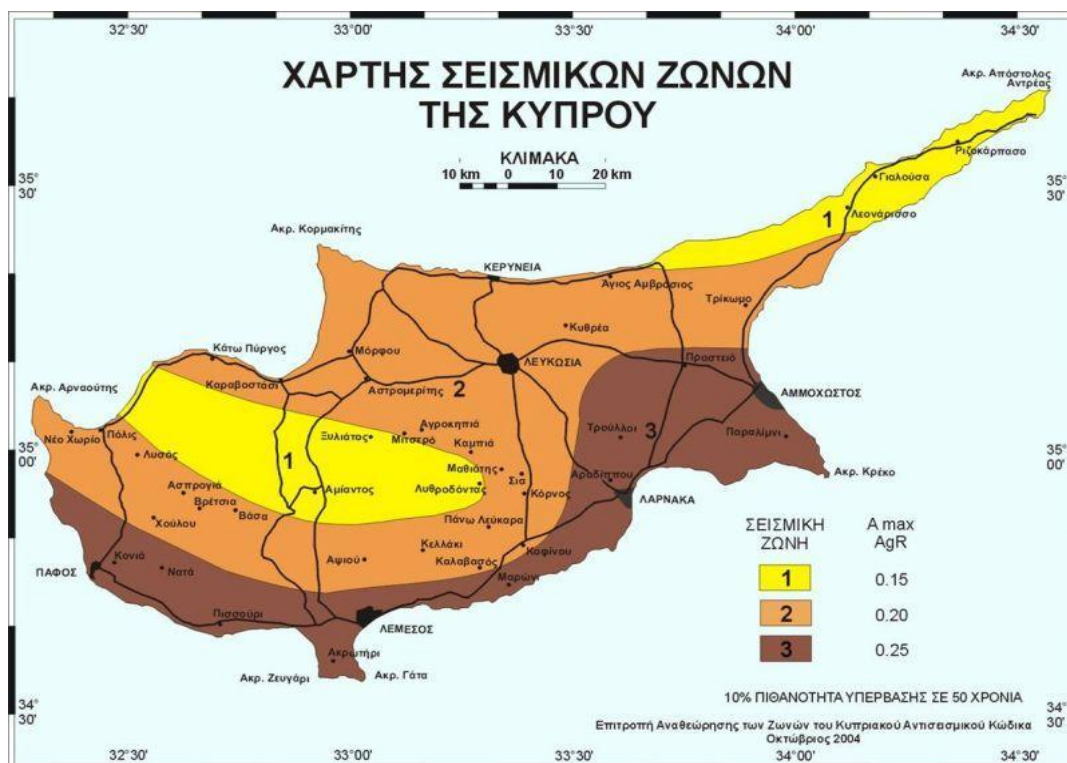 32°30'
33°00'
33°30'
34°00'
34°30'
ΧΑΡΤΗΣ ΣΕΙΣΜΙΚΩΝ ΖΩΝΩΝ
ΤΗΣ ΚΥΠΡΟΥ
ΚΛΙΜΑΚΑ
10 km 0 10 20 km
Ακρ. Απόστολος
Αντρέας
Ριζοκάρπασο
Γιαλούσα
35°
30'
35°
30'
Λεονάρισσο
1
Ακρ. Κορμακίτης
ΚΕΡΥΝΕΙΑ
Άγιος Αμβρόσιος
Τρίκωμο
Κυθρέα
Κάτω Πύργος
Μόρφου
ΛΕΥΚΩΣΙΑ
Πραστειό
Καραβοστάσι
Αστρομερίτης
2
Ακρ. Αρναούτης
ΑΜΜΟΧΩΣΤΟΣ
Νέο Χωρίο
Πόλις
Ξυλιάτος
Αγροκηπιά
Μιτσερό
Καμπιά
Τρούλλοι
3
Παραλίμνι
35°
00'
35°
00'
Λυσός
1
Μαθιάτης
Σια
Αραδίππου
Ακρ. Κρέκο
Ασπρογιά
Αμίαντος
Λυθροδόντας
Κόρνος
ΛΑΡΝΑΚΑ
Βρέτσια
Βάσα
Χούλου
Πάνω Λεύκαρα
Κελλάκι
Κοφίνου
Κονιά
Αψιού
Καλαβασός
ΠΑΦΟΣ
Νατά
Μαρώνι
Πισσούρι
ΛΕΜΕΣΟΣ
Ακρωτήρι
Ακρ. Ζευγάρι
Ακρ. Γάτα
ΣΕΙΣΜΙΚΗ
ΖΩΝΗ
A max
AgR
1 0.15
2 0.20
3 0.25
10% ΠΙΘΑΝΟΤΗΤΑ ΥΠΕΡΒΑΣΗΣ ΣΕ 50 ΧΡΟΝΙΑ
34°
30'
34°
30'
Επιτροπή Αναθεώρησης των Ζωνών του Κυπριακού Αντισεισμικού Κώδικα
Οκτώβριος 2004
32°30'
33°00'
33°30'
34°00'
34°30'